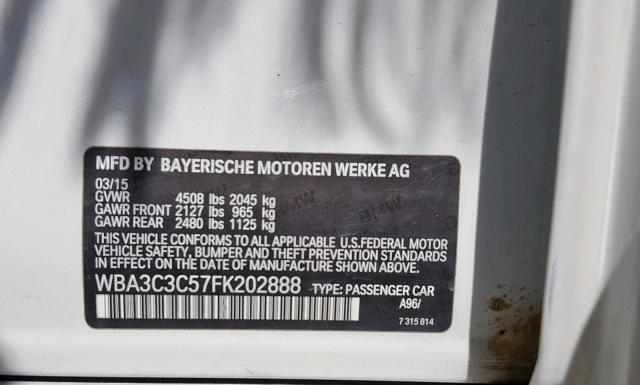 MFD BY BAYERISCHE MOTOREN WERKE AG
03/15
GVWR 4508 lbs 2045 kg
GAWR FRONT 2127 lbs 965 kg
GAWR REAR 2480 lbs 1125 kg
THIS VEHICLE CONFORMS TO ALL APPLICABLE U.S.FEDERAL MOTOR
VEHICLE SAFETY, BUMPER AND THEFT PREVENTION STANDARDS
IN EFFECT ON THE DATE OF MANUFACTURE SHOWN ABOVE.
WBA3C3C57FK202888 TYPE: PASSENGER CAR
A96/
7 315 814